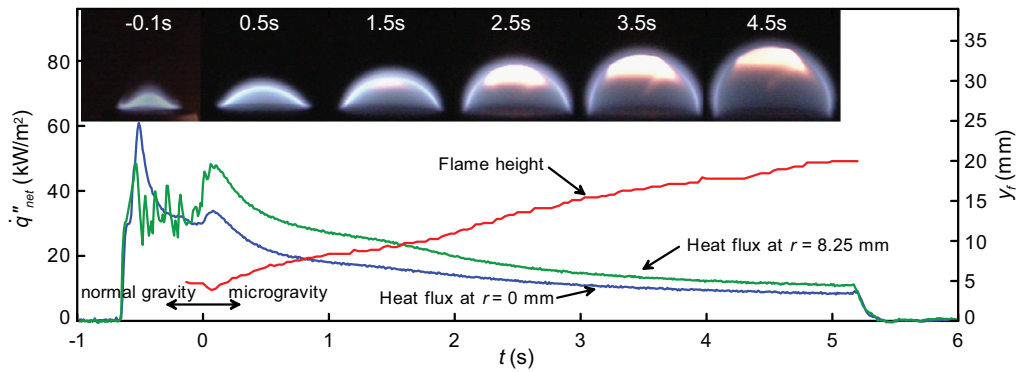 -0.1s 0.5s 1.5s 2.5s 3.5s 4.5s
80
60
40
20
0
q̇"net (kW/m²)
35
30
25
20
15
10
5
0
yf (mm)
Flame height
Heat flux at r = 8.25 mm
normal gravity microgravity
Heat flux at r = 0 mm
-1 0 1 2 3 4 5 6
t (s)